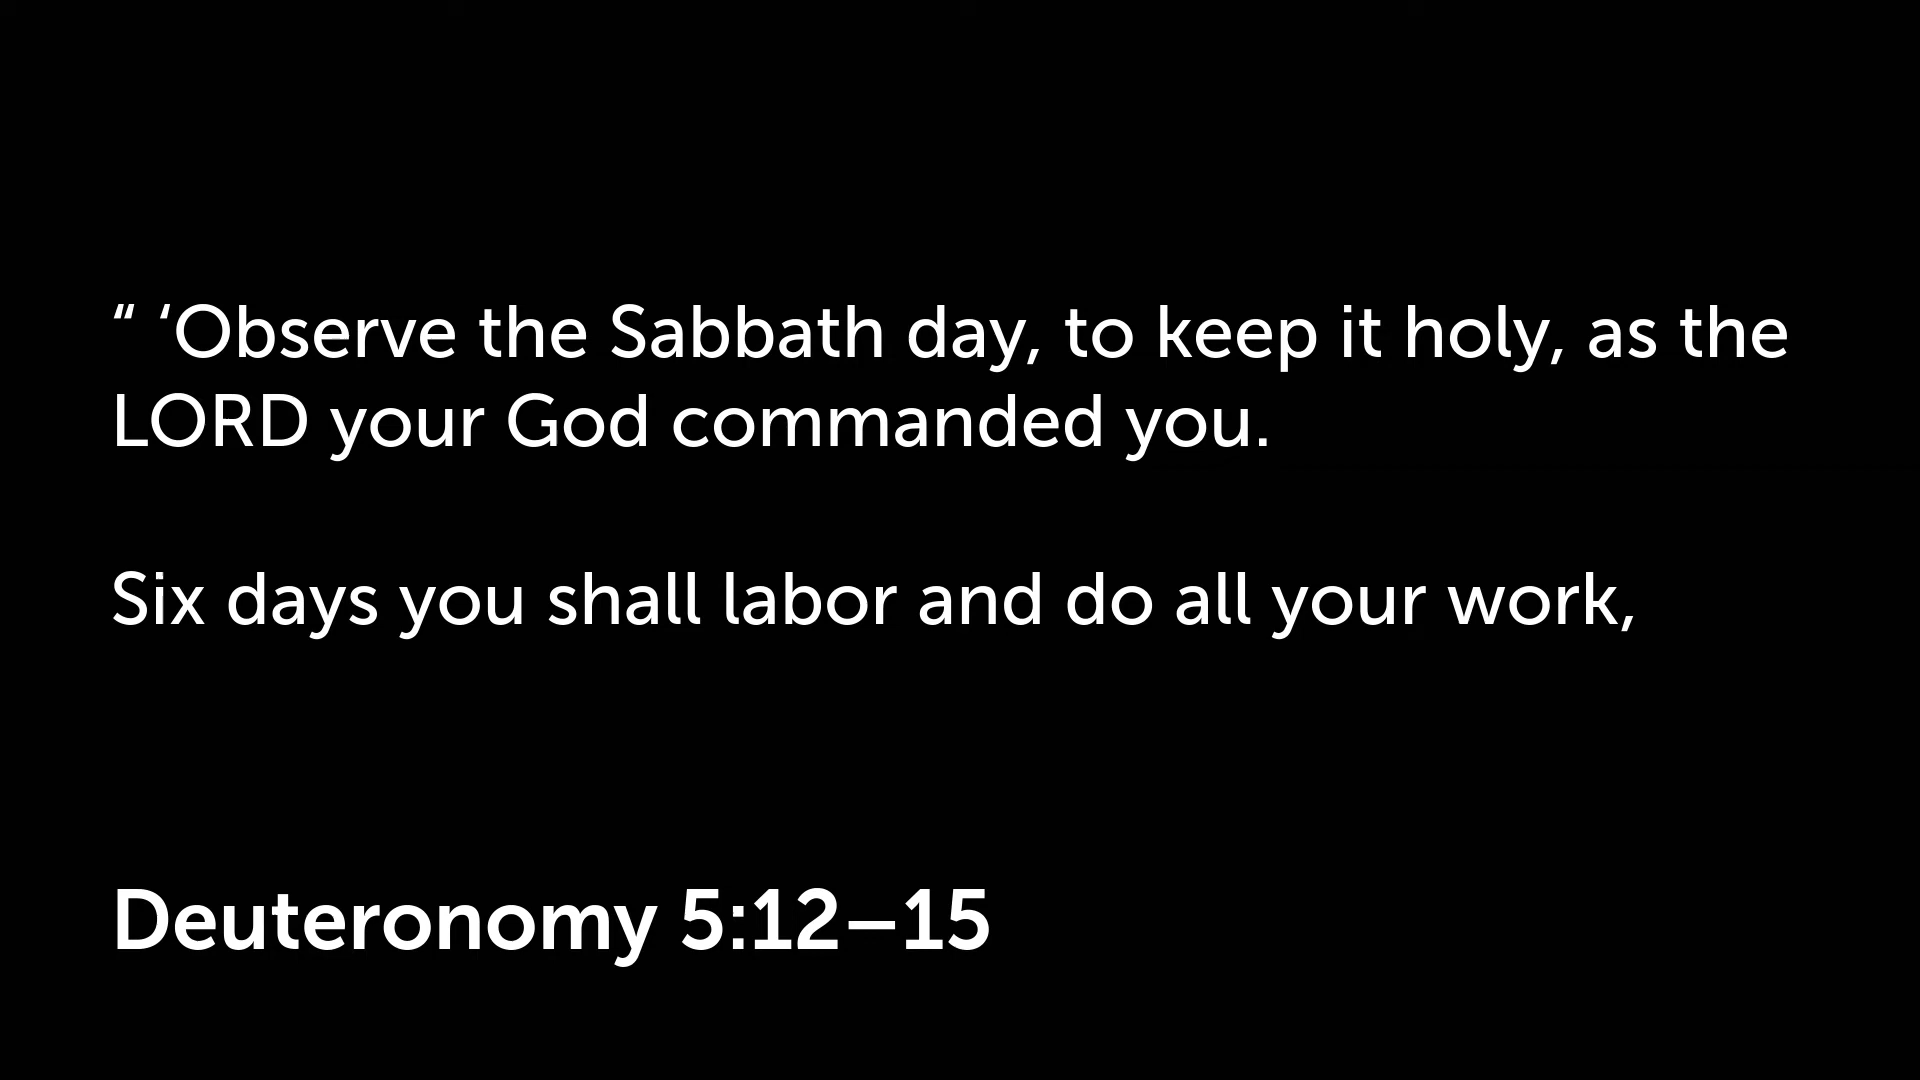 “ ‘Observe the Sabbath day, to keep it holy, as the
LORD your God commanded you.
Six days you shall labor and do all your work,
Deuteronomy 5:12–15